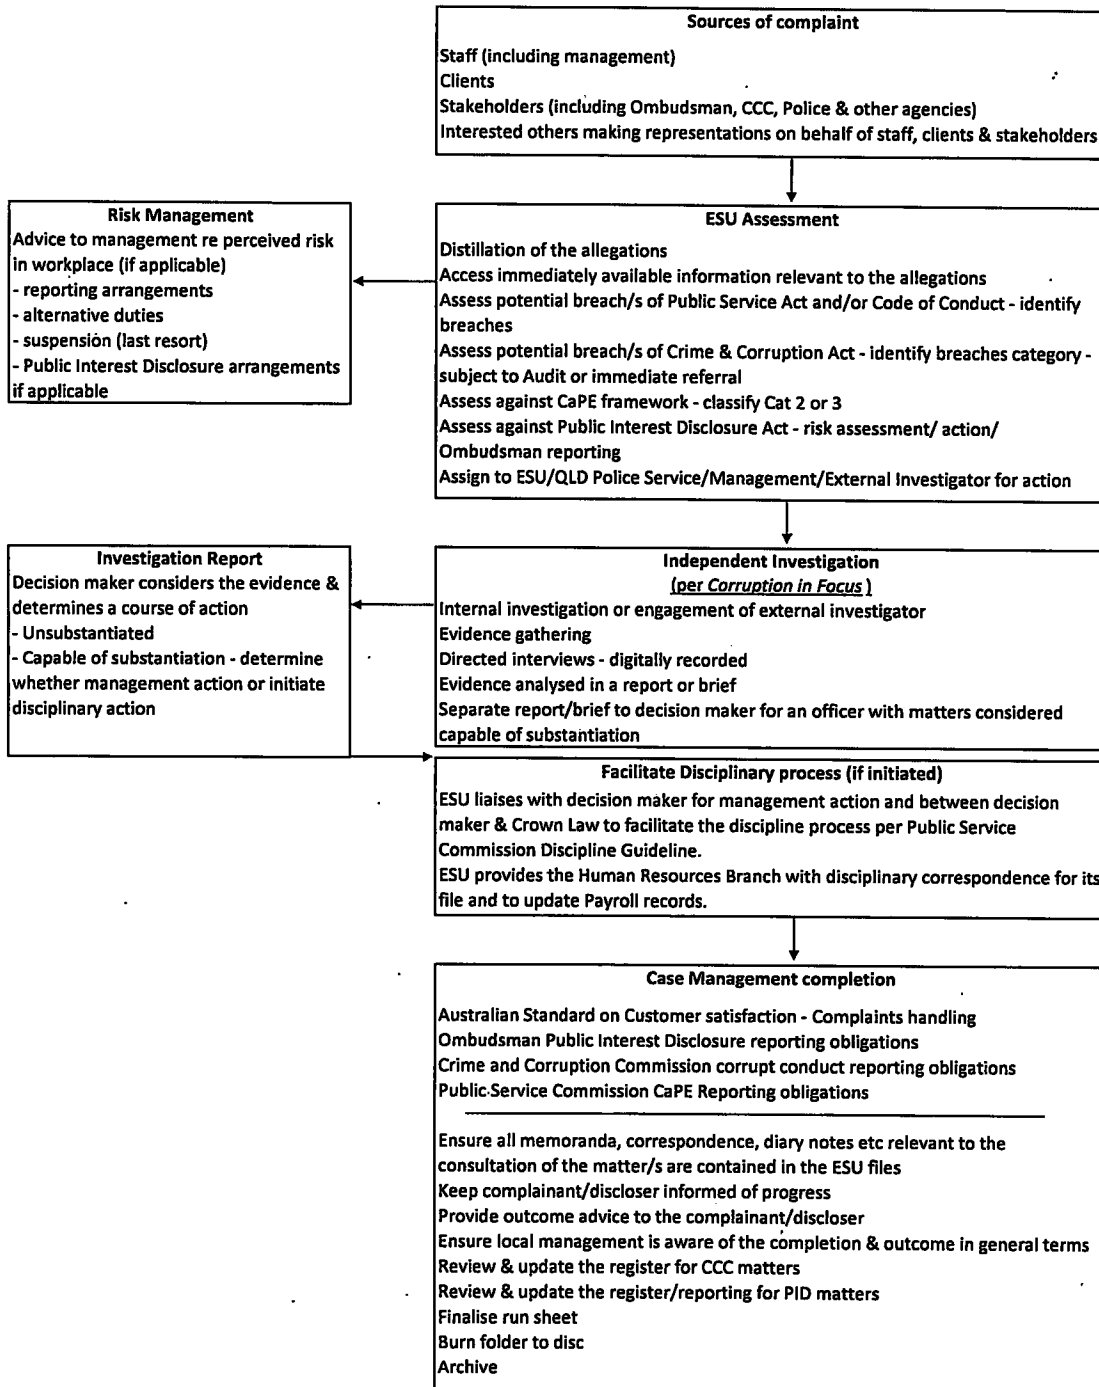 Sources of complaint
Staff (including management)
Clients
Stakeholders (including Ombudsman, CCC, Police & other agencies)
Interested others making representations on behalf of staff, clients & stakeholders
Risk Management
Advice to management re perceived risk
in workplace (if applicable)
- reporting arrangements
- alternative duties
- suspension (last resort)
- Public Interest Disclosure arrangements
if applicable
ESU Assessment
Distillation of the allegations
Access immediately available information relevant to the allegations
Assess potential breach/s of Public Service Act and/or Code of Conduct - identify
breaches
Assess potential breach/s of Crime & Corruption Act - identify breaches category -
subject to Audit or immediate referral
Assess against CaPE framework - classify Cat 2 or 3
Assess against Public Interest Disclosure Act - risk assessment/ action/
Ombudsman reporting
Assign to ESU/QLD Police Service/Management/External Investigator for action
Investigation Report
Decision maker considers the evidence &
determines a course of action
- Unsubstantiated
- Capable of substantiation - determine
whether management action or initiate
disciplinary action
Independent Investigation
(per Corruption in Focus )
Internal investigation or engagement of external investigator
Evidence gathering
Directed interviews - digitally recorded
Evidence analysed in a report or brief
Separate report/brief to decision maker for an officer with matters considered
capable of substantiation
Facilitate Disciplinary process (if initiated)
ESU liaises with decision maker for management action and between decision
maker & Crown Law to facilitate the discipline process per Public Service
Commission Discipline Guideline.
ESU provides the Human Resources Branch with disciplinary correspondence for its
file and to update Payroll records.
Case Management completion
Australian Standard on Customer satisfaction - Complaints handling
Ombudsman Public Interest Disclosure reporting obligations
Crime and Corruption Commission corrupt conduct reporting obligations
Public Service Commission CaPE Reporting obligations
Ensure all memoranda, correspondence, diary notes etc relevant to the
consultation of the matter/s are contained in the ESU files
Keep complainant/discloser informed of progress
Provide outcome advice to the complainant/discloser
Ensure local management is aware of the completion & outcome in general terms
Review & update the register for CCC matters
Review & update the register/reporting for PID matters
Finalise run sheet
Burn folder to disc
Archive